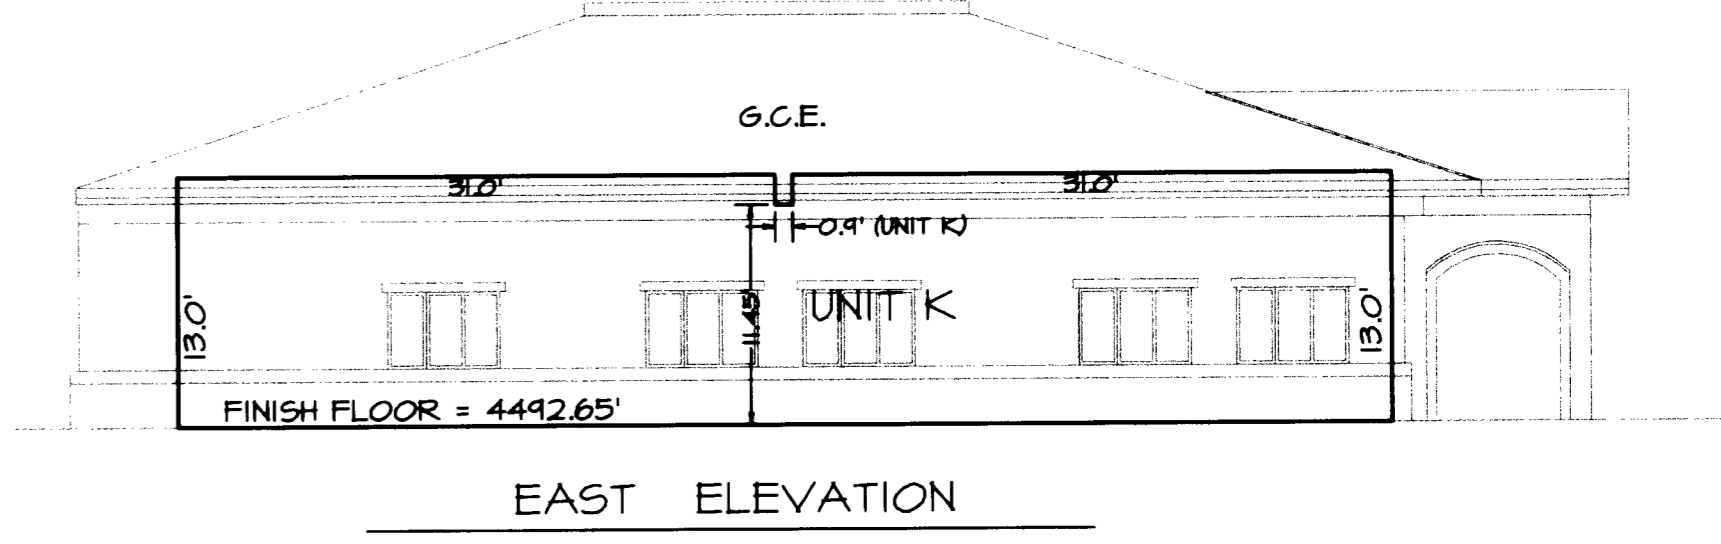 G.C.E.
31.0'
31.0'
0.9' (UNIT K)
13.0'
11.45'
UNIT K
13.0'
FINISH FLOOR = 4492.65'
EAST ELEVATION